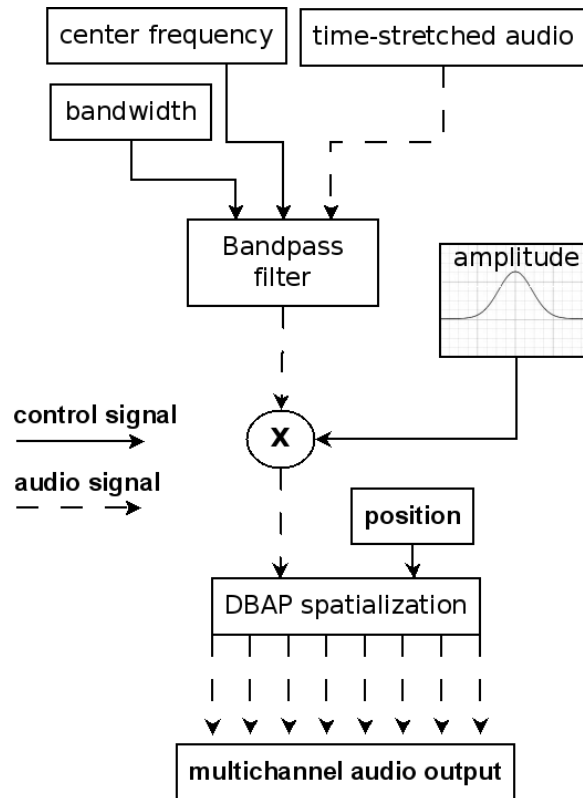 center frequency
time-stretched audio
bandwidth
Bandpass
filter
amplitude
control signal
x
audio signal
position
DBAP spatialization
multichannel audio output